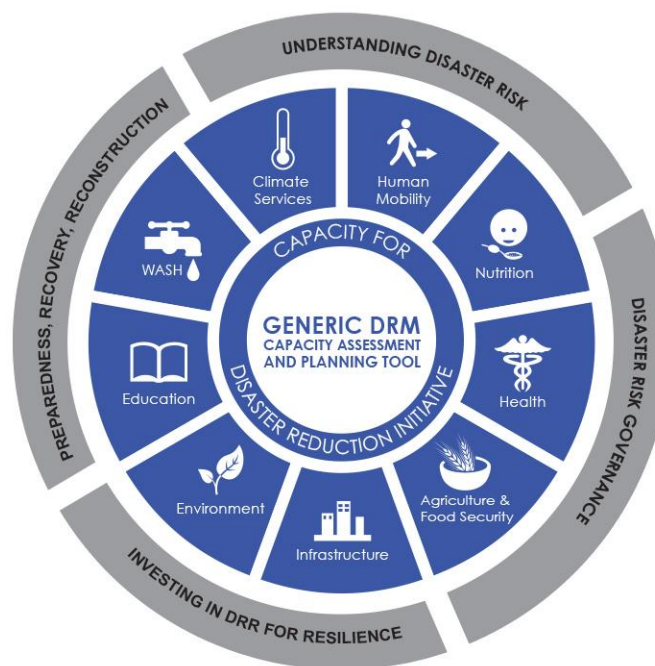 UNDERSTANDING DISASTER RISK
DISASTER RISK GOVERNANCE
INVESTING IN DRR FOR RESILIENCE
PREPAREDNESS, RECOVERY, RECONSTRUCTION
Climate
Services
Human
Mobility
Nutrition
Health
Agriculture &
Food Security
Infrastructure
Environment
Education
WASH
CAPACITY FOR
DISASTER REDUCTION INITIATIVE
GENERIC DRM
CAPACITY ASSESSMENT
AND PLANNING TOOL